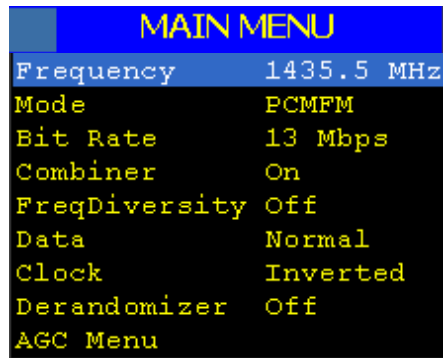 MAIN MENU
Frequency 1435.5 MHz
Mode PCMFM
Bit Rate 13 Mbps
Combiner On
FreqDiversity Off
Data Normal
Clock Inverted
Derandomizer Off
AGC Menu